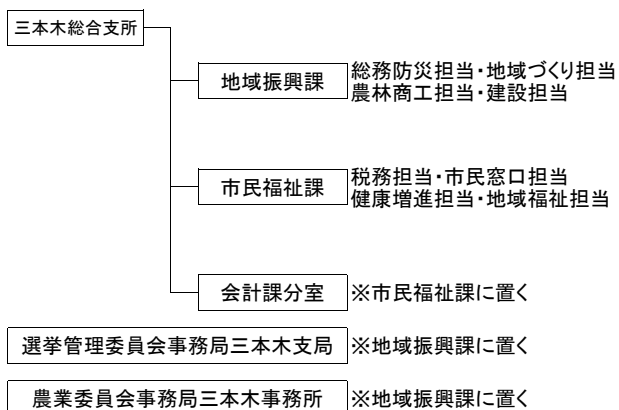 三本木総合支所
地域振興課
総務防災担当・地域づくり担当
農林商工担当・建設担当
市民福祉課
税務担当・市民窓口担当
健康増進担当・地域福祉担当
会計課分室
※市民福祉課に置く
選挙管理委員会事務局三本木支局
※地域振興課に置く
農業委員会事務局三本木事務所
※地域振興課に置く